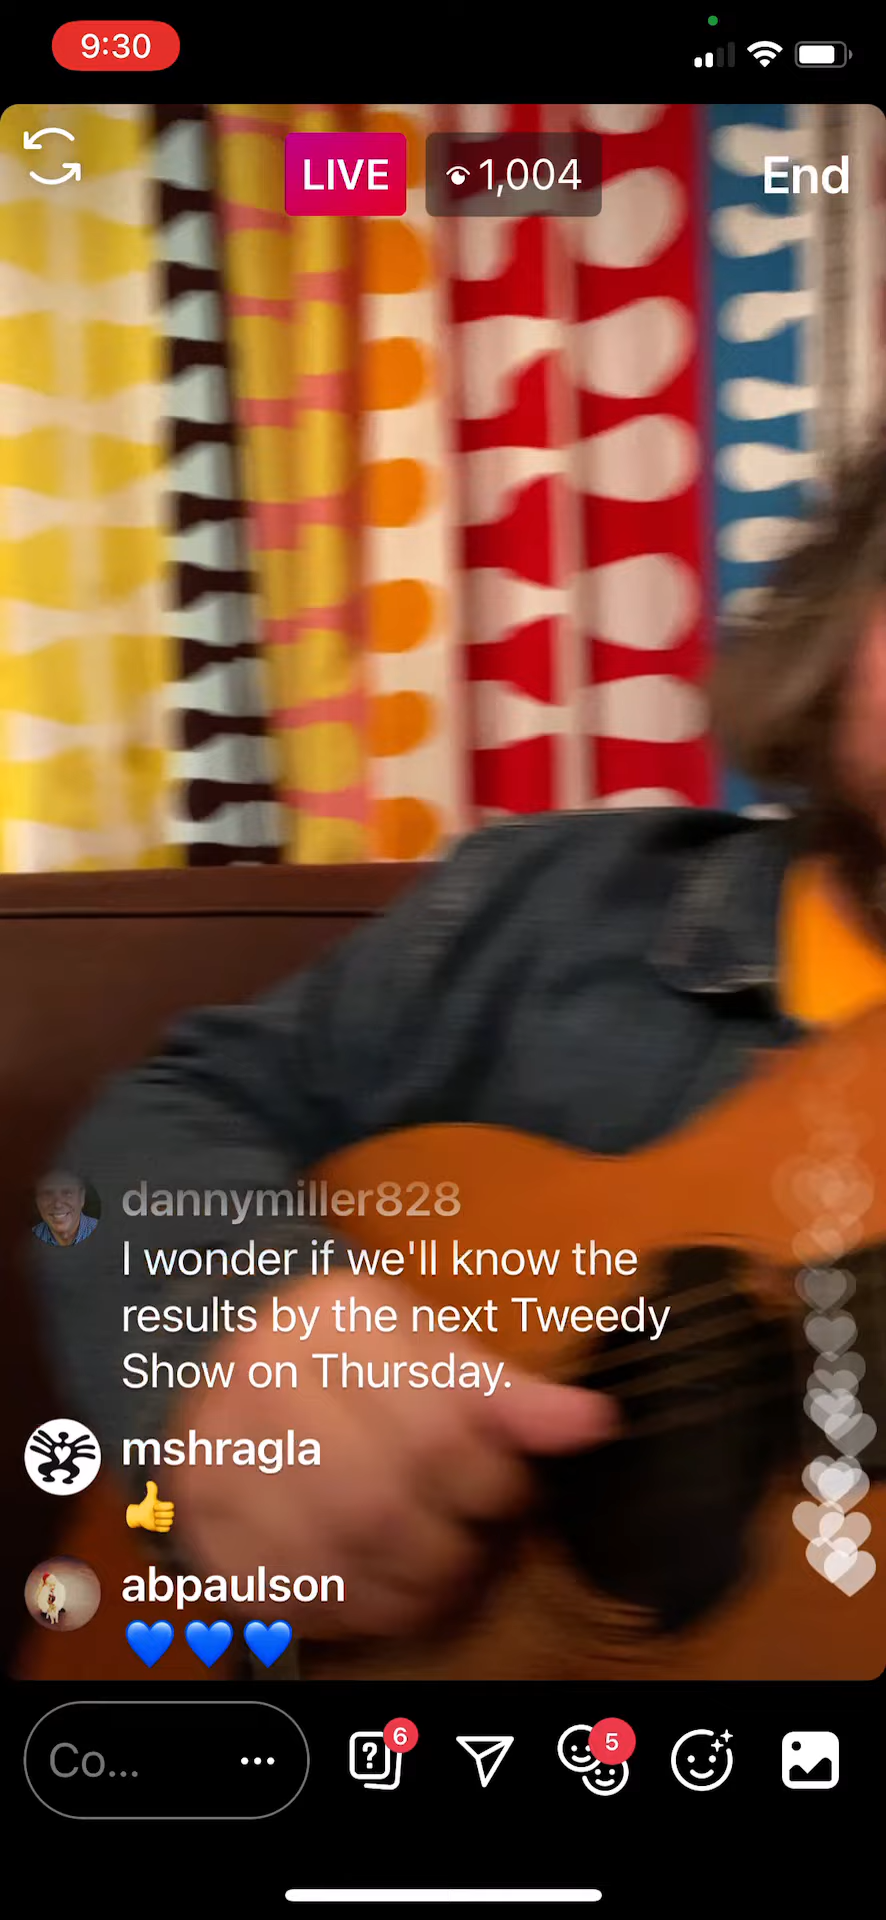 9:30
LIVE
1,004
End
dannymiller828
I wonder if we'll know the
results by the next Tweedy
Show on Thursday.
mshragla
👍
abpaulson
💙💙💙
Co...
6
5